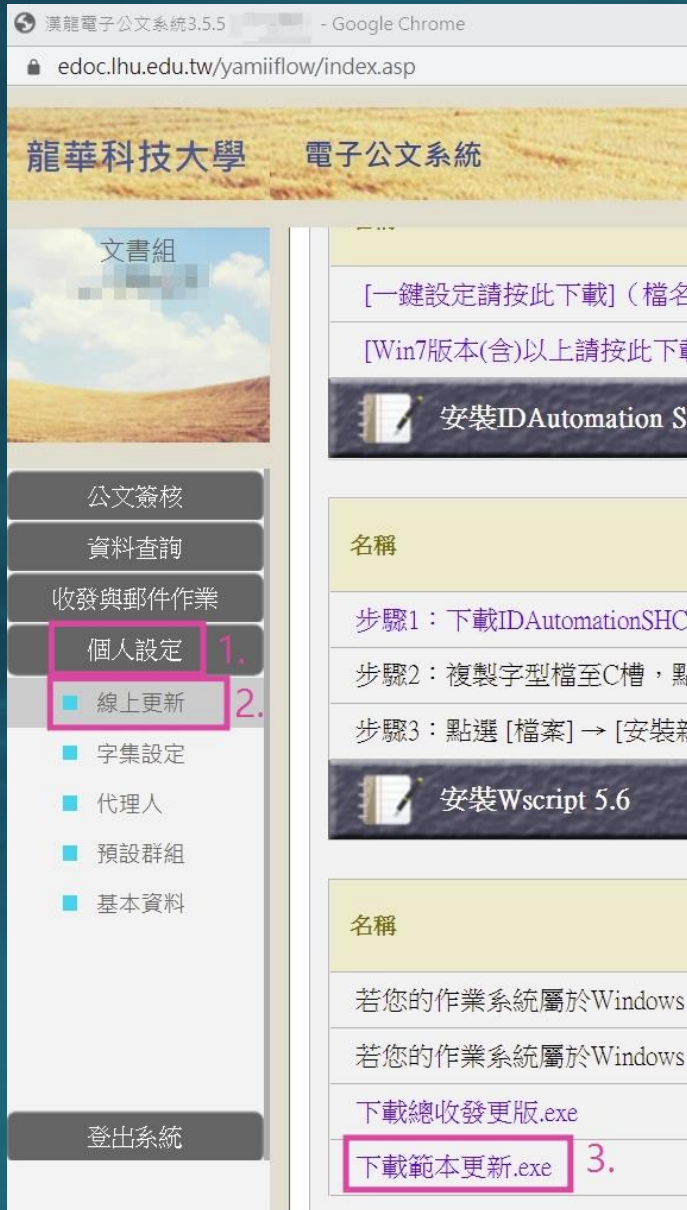 漢龍電子公文系統3.5.5 - Google Chrome
edoc.lhu.edu.tw/yamiiflow/index.asp
龍華科技大學 電子公文系統
文書組
公文簽核
資料查詢
收發與郵件作業
個人設定 1.
線上更新 2.
字集設定
代理人
預設群組
基本資料
登出系統
[一鍵設定請按此下載]（檔名
[Win7版本(含)以上請按此下載
安裝IDAutomation S
名稱
步驟1：下載IDAutomationSHC
步驟2：複製字型檔至C槽，點
步驟3：點選 [檔案] → [安裝新
安裝Wscript 5.6
名稱
若您的作業系統屬於Windows
若您的作業系統屬於Windows
下載總收發更版.exe
下載範本更新.exe 3.